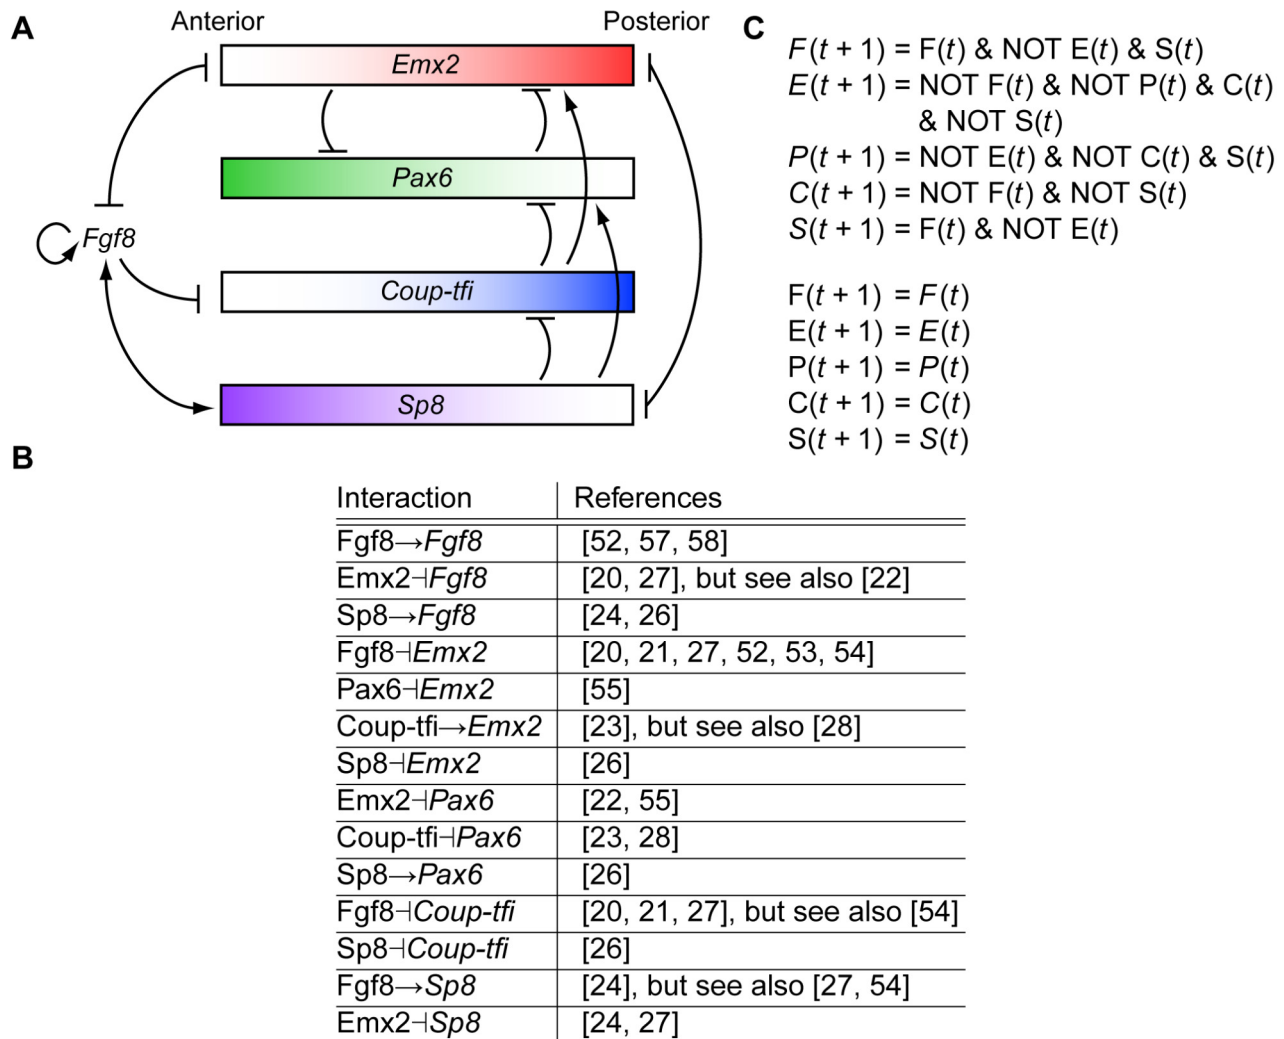 A
Anterior
Posterior
Emx2
Pax6
Fgf8
Coup-tfi
Sp8
C
F(t + 1) = F(t) & NOT E(t) & S(t)
E(t + 1) = NOT F(t) & NOT P(t) & C(t)
& NOT S(t)
P(t + 1) = NOT E(t) & NOT C(t) & S(t)
C(t + 1) = NOT F(t) & NOT S(t)
S(t + 1) = F(t) & NOT E(t)
F(t + 1) = F(t)
E(t + 1) = E(t)
P(t + 1) = P(t)
C(t + 1) = C(t)
S(t + 1) = S(t)
B
Interaction References
Fgf8→Fgf8 [52, 57, 58]
Emx2⊣Fgf8 [20, 27], but see also [22]
Sp8→Fgf8 [24, 26]
Fgf8⊣Emx2 [20, 21, 27, 52, 53, 54]
Pax6⊣Emx2 [55]
Coup-tfi→Emx2 [23], but see also [28]
Sp8⊣Emx2 [26]
Emx2⊣Pax6 [22, 55]
Coup-tfi⊣Pax6 [23, 28]
Sp8→Pax6 [26]
Fgf8⊣Coup-tfi [20, 21, 27], but see also [54]
Sp8⊣Coup-tfi [26]
Fgf8→Sp8 [24], but see also [27, 54]
Emx2⊣Sp8 [24, 27]